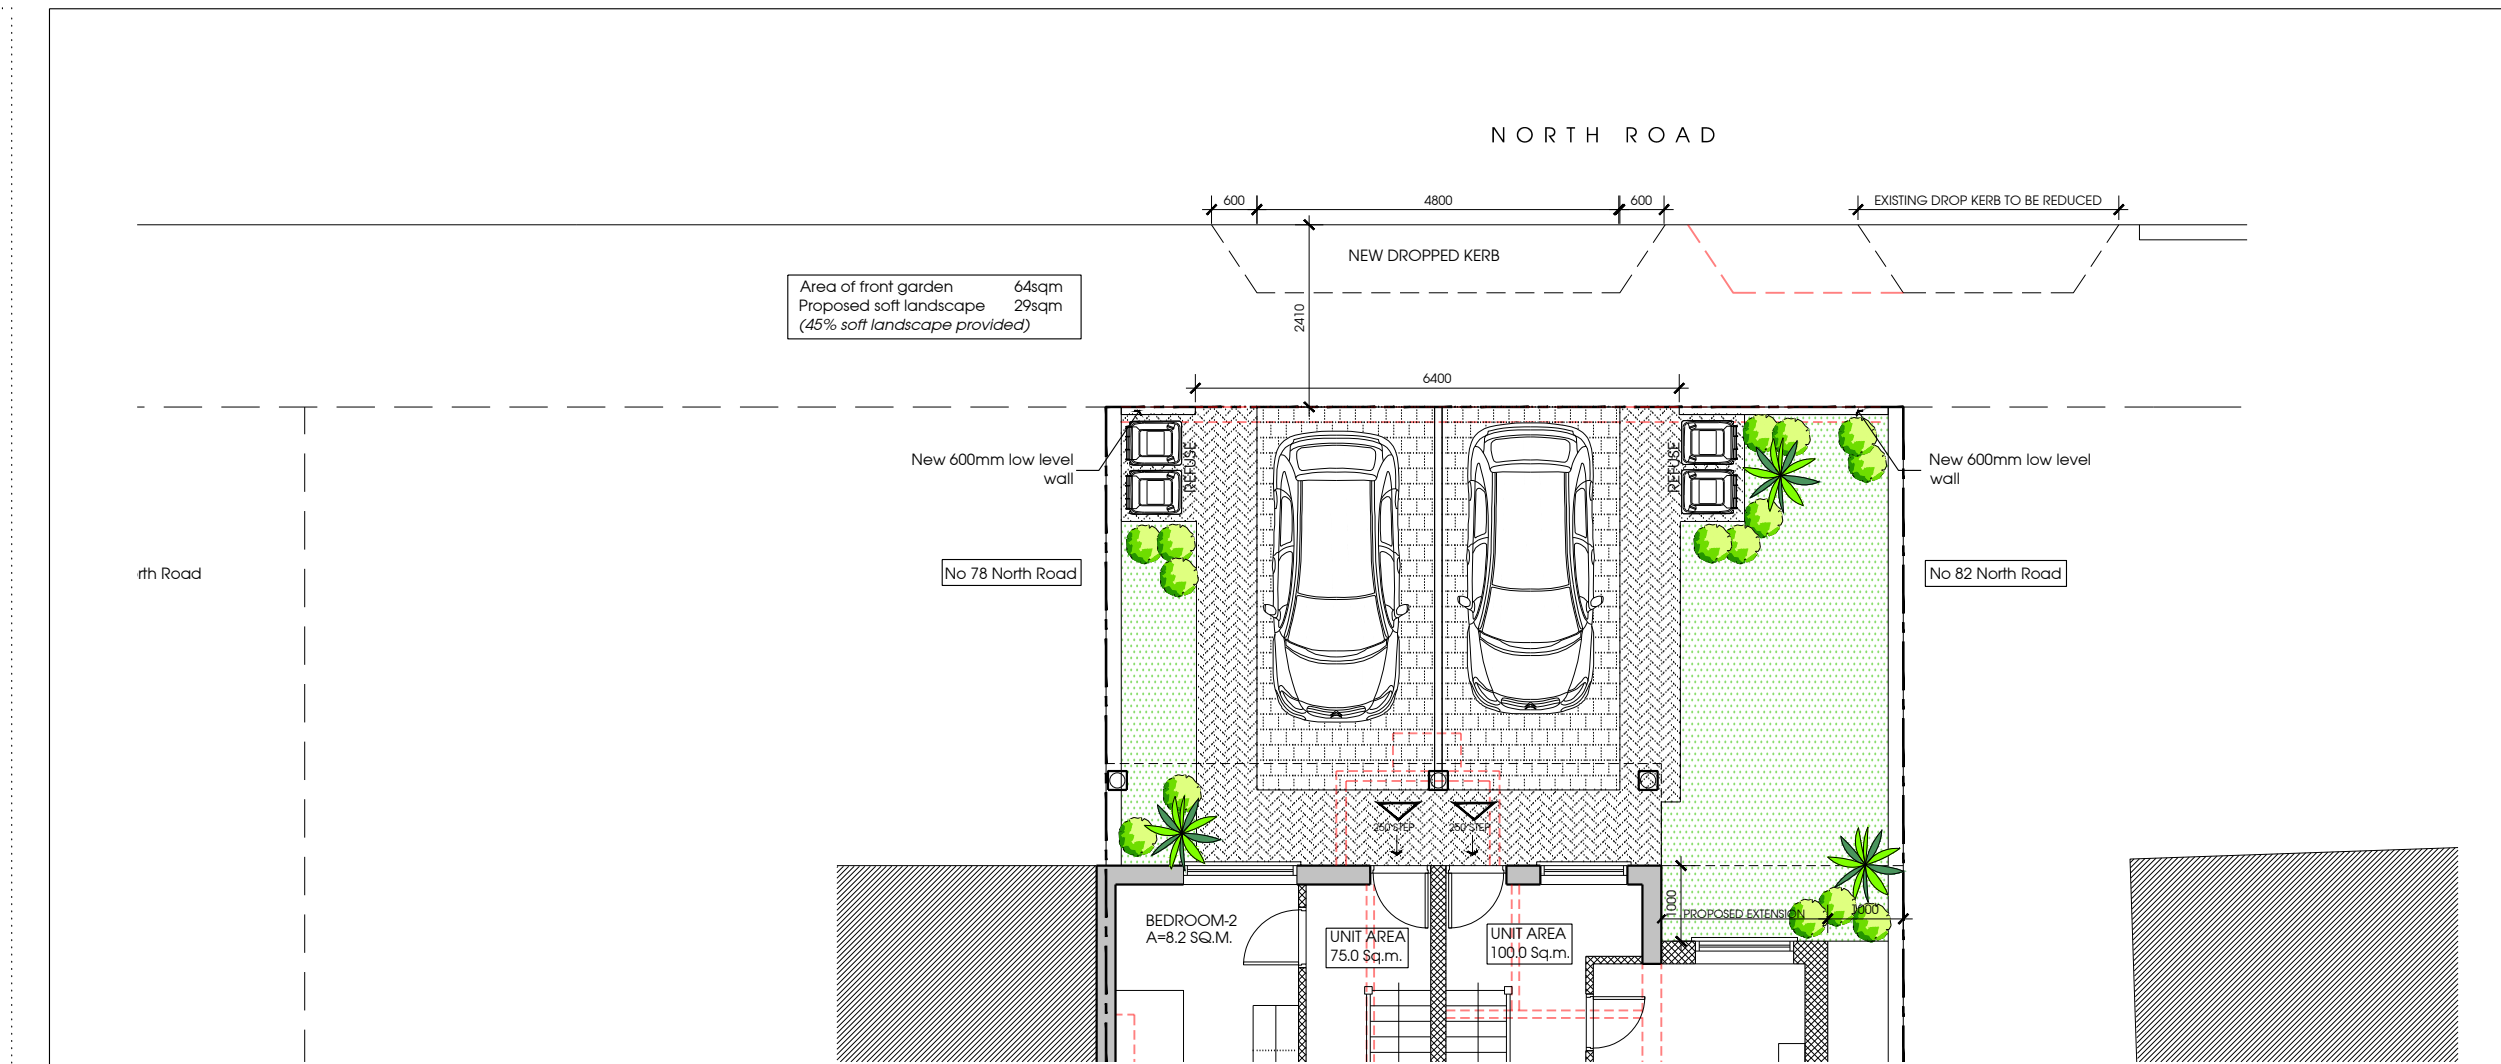 NORTH ROAD
600
4800
600
EXISTING DROP KERB TO BE REDUCED
NEW DROPPED KERB
Area of front garden 64sqm
Proposed soft landscape 29sqm
(45% soft landscape provided)
2410
6400
New 600mm low level
wall
REFUSE
REFUSE
New 600mm low level
wall
rth Road
No 78 North Road
No 82 North Road
250 STEP
250 STEP
BEDROOM-2
A=8.2 SQ.M.
UNIT AREA
75.0 Sq.m.
UNIT AREA
100.0 Sq.m.
1000
PROPOSED EXTENSION